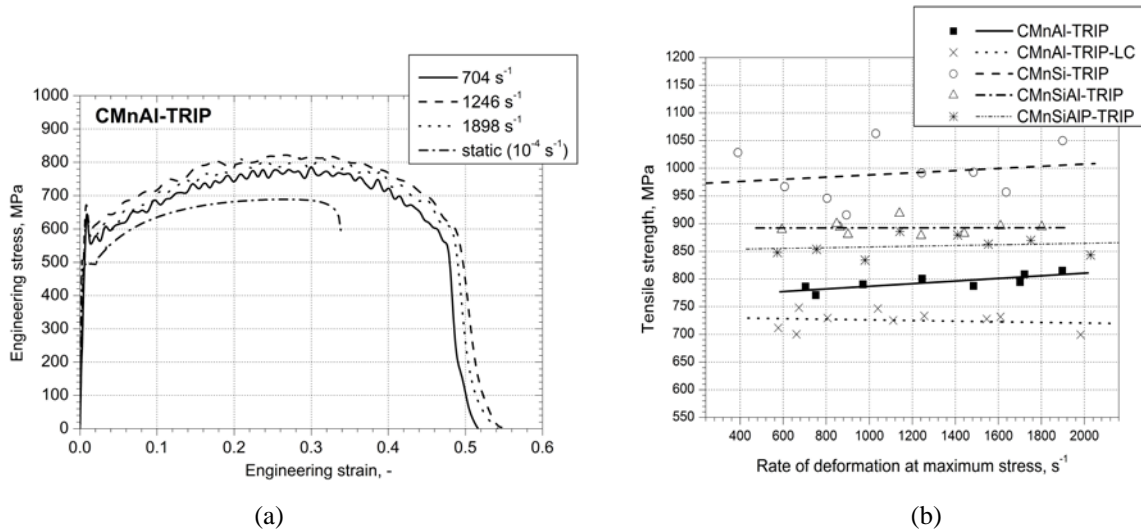 CMnAl-TRIP
704 s-1
1246 s-1
1898 s-1
static (10-4 s-1)
1000
900
800
700
600
500
400
300
200
100
0
Engineering stress, MPa
0.0 0.1 0.2 0.3 0.4 0.5 0.6
Engineering strain, -
(a)
CMnAl-TRIP
CMnAl-TRIP-LC
CMnSi-TRIP
CMnSiAl-TRIP
CMnSiAlP-TRIP
1200
1150
1100
1050
1000
950
900
850
800
750
700
650
600
550
Tensile strength, MPa
400 600 800 1000 1200 1400 1600 1800 2000
Rate of deformation at maximum stress, s-1
(b)